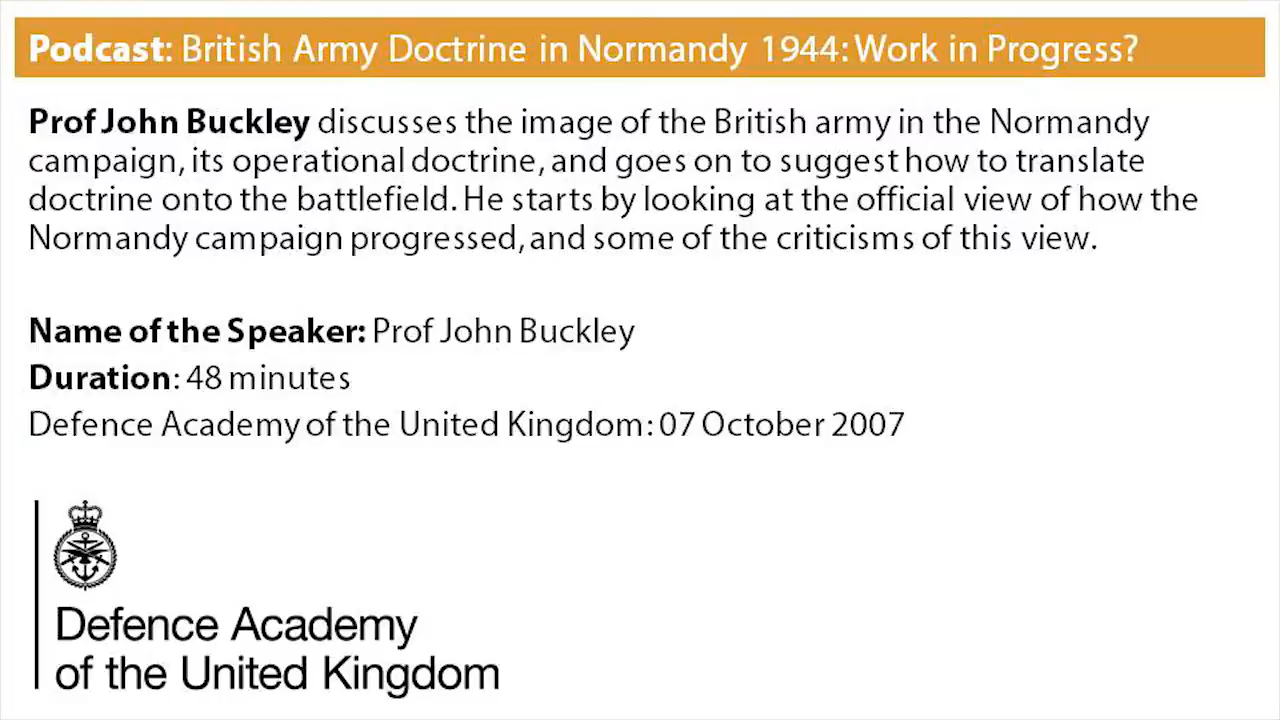 Podcast: British Army Doctrine in Normandy 1944: Work in Progress?
Prof John Buckley discusses the image of the British army in the Normandy
campaign, its operational doctrine, and goes on to suggest how to translate
doctrine onto the battlefield. He starts by looking at the official view of how the
Normandy campaign progressed, and some of the criticisms of this view.
Name of the Speaker: Prof John Buckley
Duration: 48 minutes
Defence Academy of the United Kingdom: 07 October 2007
Defence Academy
of the United Kingdom